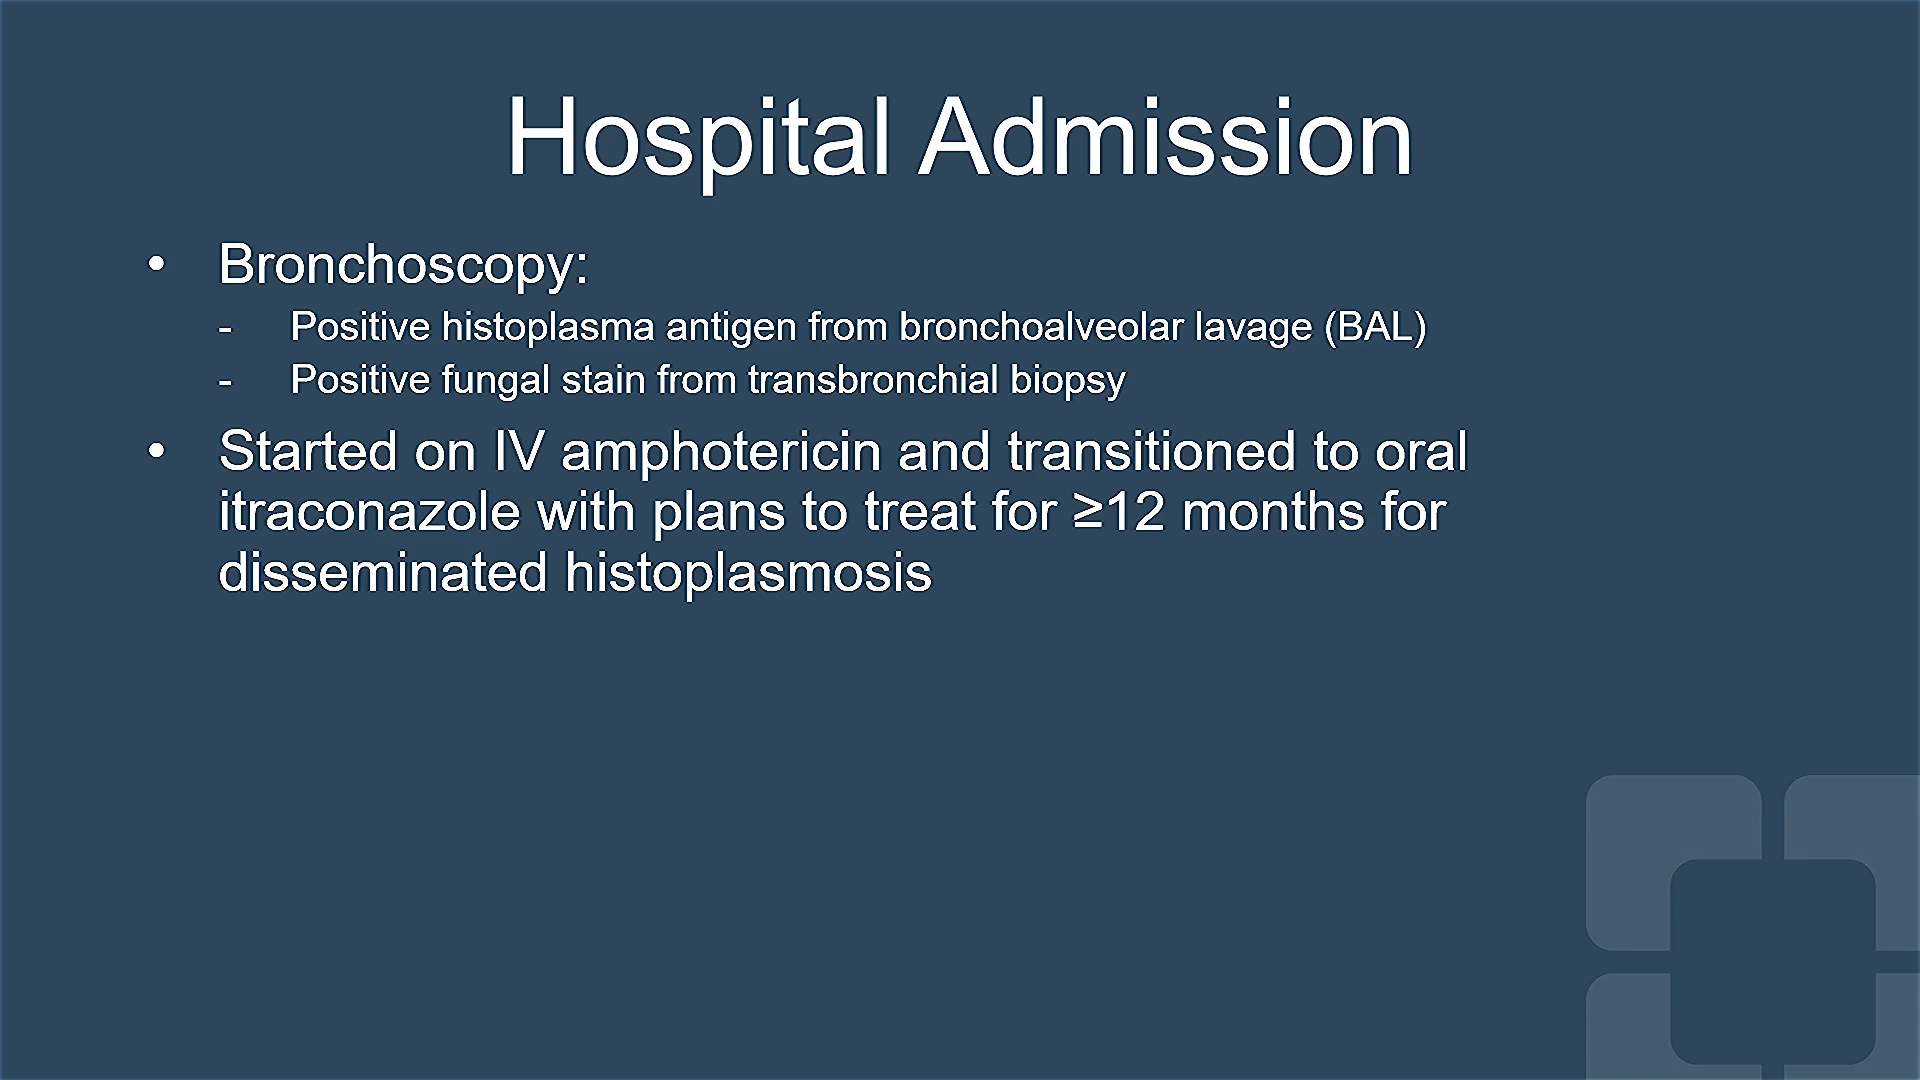 Hospital Admission
• Bronchoscopy:
- Positive histoplasma antigen from bronchoalveolar lavage (BAL)
- Positive fungal stain from transbronchial biopsy
• Started on IV amphotericin and transitioned to oral
itraconazole with plans to treat for ≥12 months for
disseminated histoplasmosis